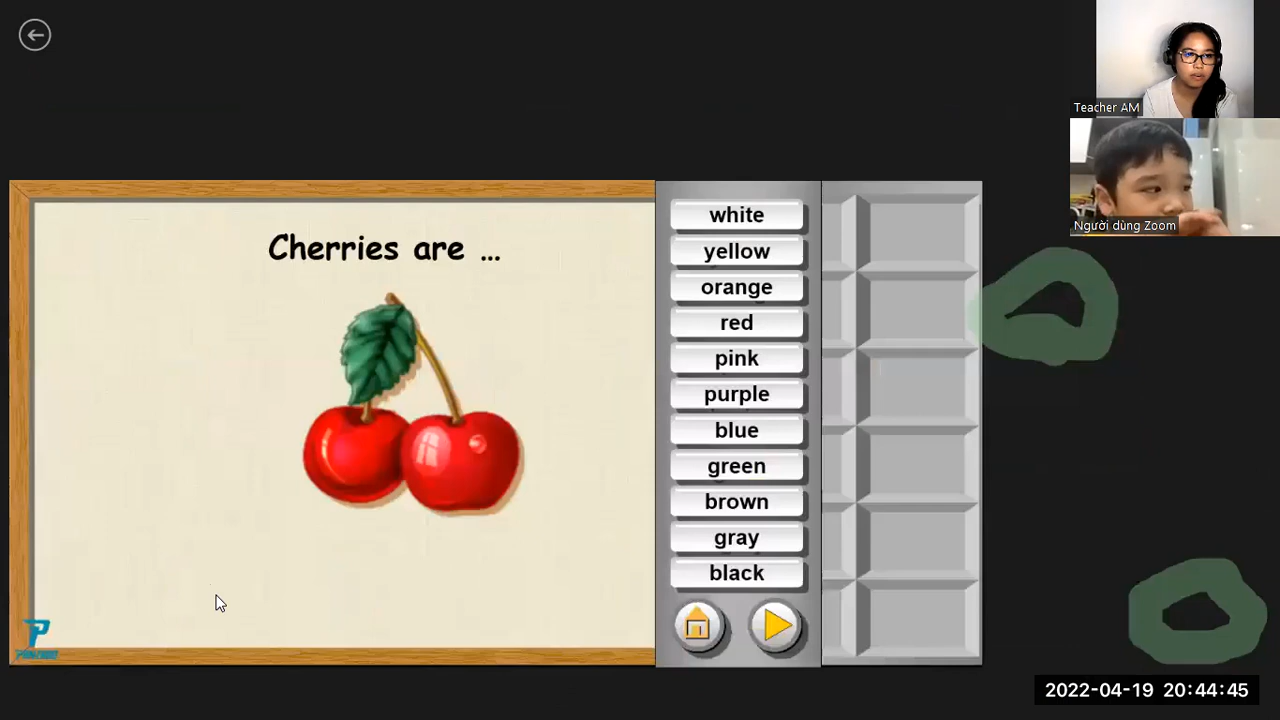 Teacher AM
Người dùng Zoom
Cherries are ...
white
yellow
orange
red
pink
purple
blue
green
brown
gray
black
2022-04-19 20:44:45